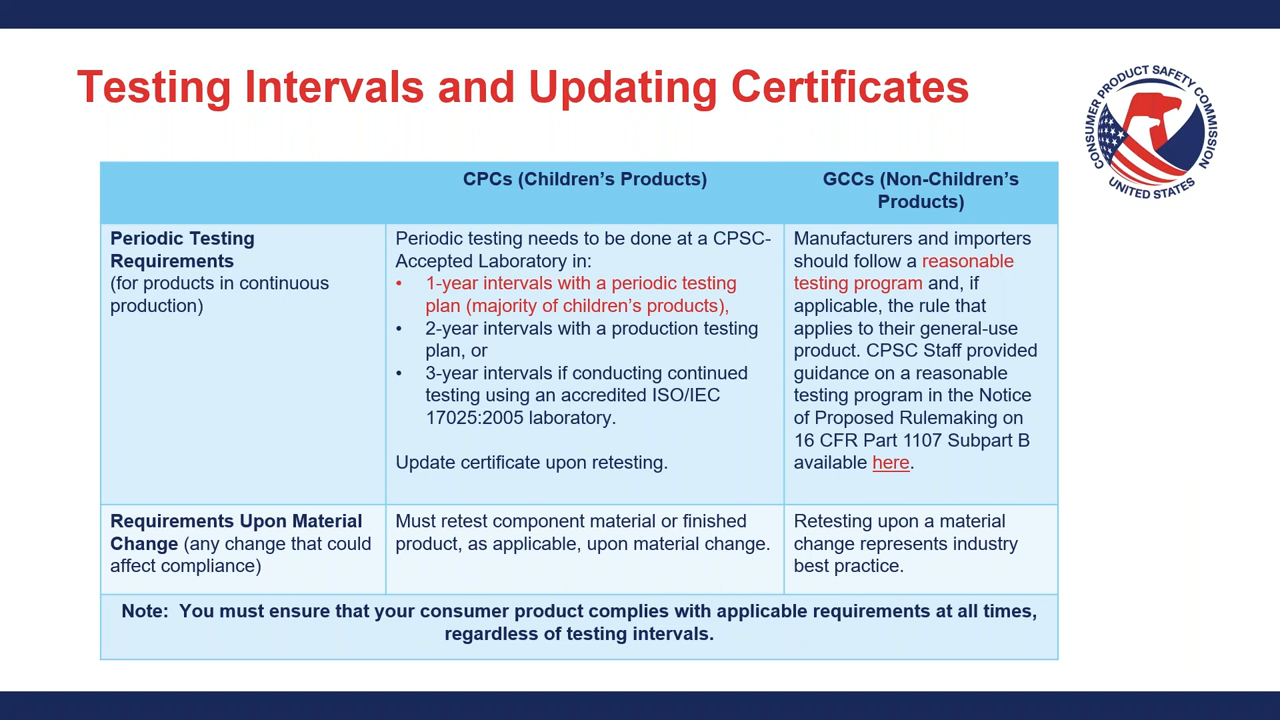 Testing Intervals and Updating Certificates
CONSUMER PRODUCT SAFETY COMMISSION
UNITED STATES
CPCs (Children’s Products)
GCCs (Non-Children’s
Products)
Periodic Testing
Requirements
(for products in continuous
production)
Periodic testing needs to be done at a CPSC-
Accepted Laboratory in:
• 1-year intervals with a periodic testing
plan (majority of children’s products),
• 2-year intervals with a production testing
plan, or
• 3-year intervals if conducting continued
testing using an accredited ISO/IEC
17025:2005 laboratory.
Update certificate upon retesting.
Manufacturers and importers
should follow a reasonable
testing program and, if
applicable, the rule that
applies to their general-use
product. CPSC Staff provided
guidance on a reasonable
testing program in the Notice
of Proposed Rulemaking on
16 CFR Part 1107 Subpart B
available here.
Requirements Upon Material
Change (any change that could
affect compliance)
Must retest component material or finished
product, as applicable, upon material change.
Retesting upon a material
change represents industry
best practice.
Note: You must ensure that your consumer product complies with applicable requirements at all times,
regardless of testing intervals.